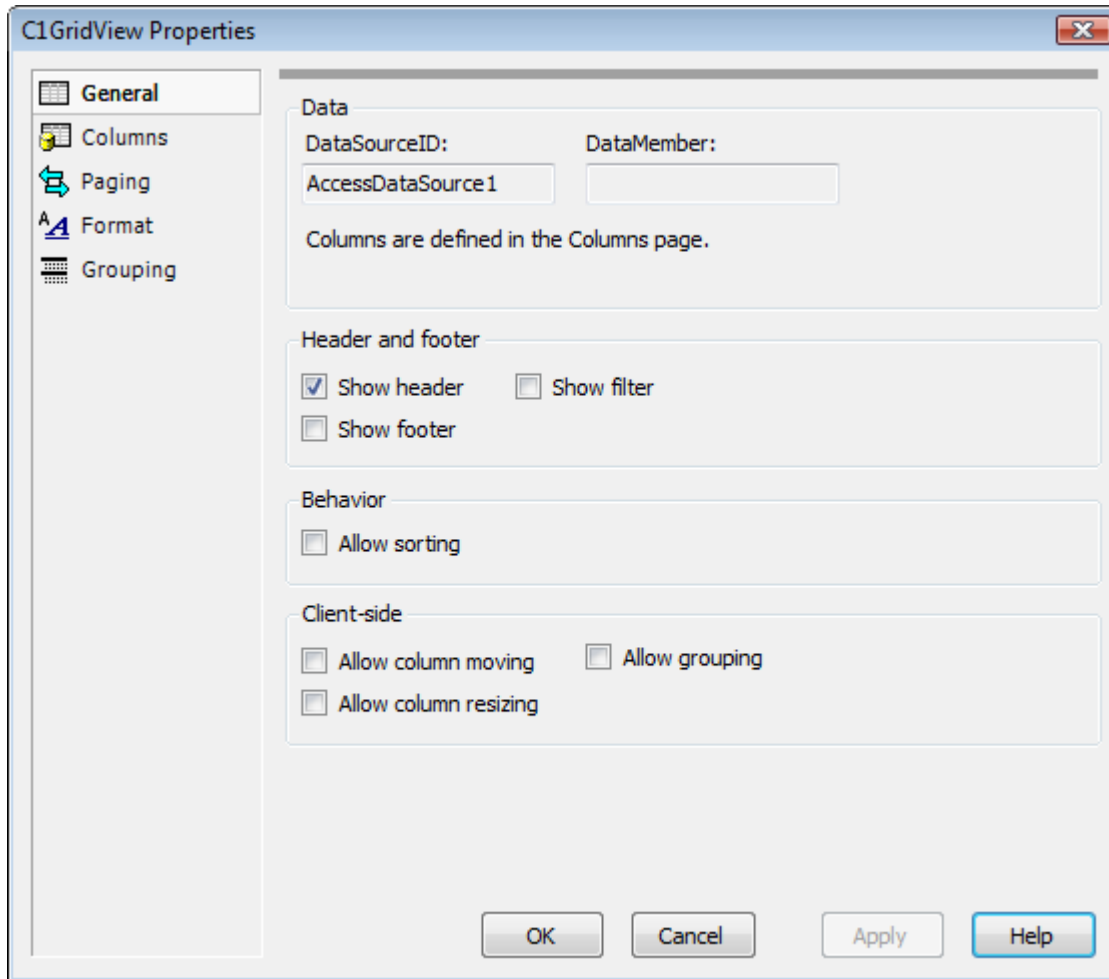 C1GridView Properties
General
Columns
Paging
Format
Grouping
Data
DataSourceID: DataMember:
AccessDataSource1
Columns are defined in the Columns page.
Header and footer
Show header Show filter
Show footer
Behavior
Allow sorting
Client-side
Allow column moving Allow grouping
Allow column resizing
OK Cancel Apply Help